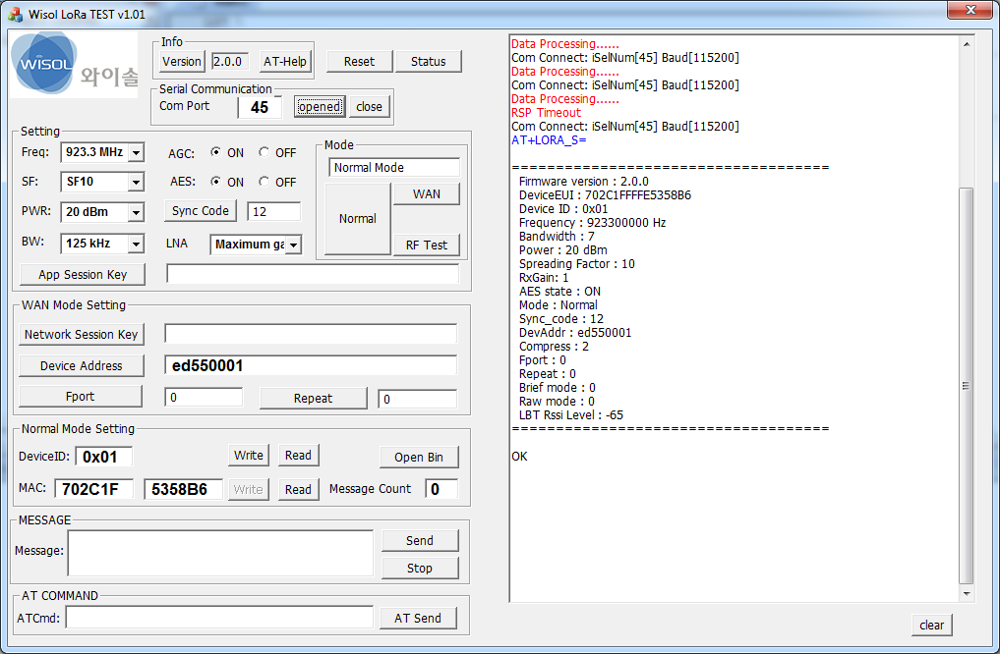 Wisol LoRa TEST v1.01
WiSOL 와이솔
Info
Version 2.0.0 AT-Help Reset Status
Serial Communication
Com Port 45 opened close
Setting
Freq: 923.3 MHz AGC: ON OFF
SF: SF10 AES: ON OFF
PWR: 20 dBm Sync Code 12
BW: 125 kHz LNA Maximum ga
Mode
Normal Mode
Normal WAN
RF Test
App Session Key
WAN Mode Setting
Network Session Key
Device Address ed550001
Fport 0 Repeat 0
Normal Mode Setting
DeviceID: 0x01 Write Read Open Bin
MAC: 702C1F 5358B6 Write Read Message Count 0
MESSAGE
Message: Send
Stop
AT COMMAND
ATCmd: AT Send
Data Processing......
Com Connect: iSelNum[45] Baud[115200]
Data Processing......
Com Connect: iSelNum[45] Baud[115200]
Data Processing......
RSP Timeout
Com Connect: iSelNum[45] Baud[115200]
AT+LORA_S=
====================================
Firmware version : 2.0.0
DeviceEUI : 702C1FFFFE5358B6
Device ID : 0x01
Frequency : 923300000 Hz
Bandwidth : 7
Power : 20 dBm
Spreading Factor : 10
RxGain: 1
AES state : ON
Mode : Normal
Sync_code : 12
DevAddr : ed550001
Compress : 2
Fport : 0
Repeat : 0
Brief mode : 0
Raw mode : 0
LBT Rssi Level : -65
====================================
OK
clear